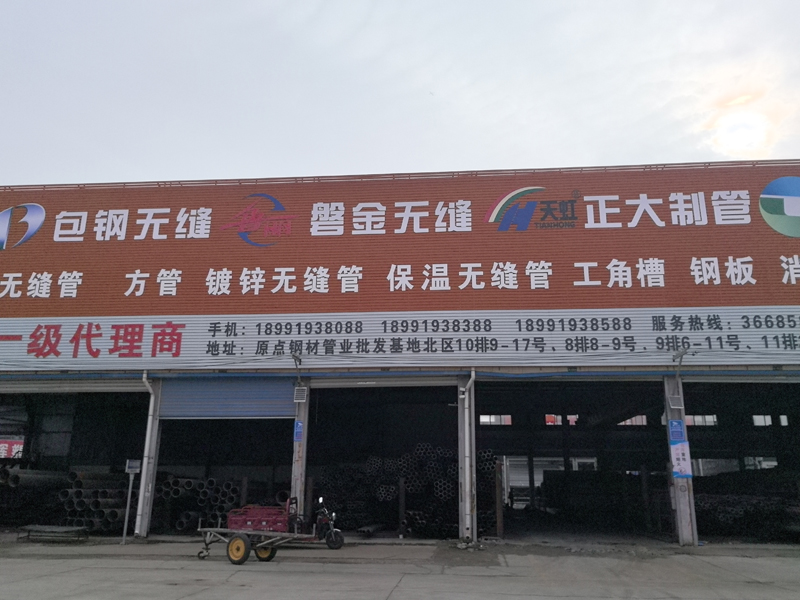 包钢无缝 磐金无缝 天虹 TIANHONG 正大制管
无缝管 方管 镀锌无缝管 保温无缝管 工角槽 钢板 消
一级代理商 手机：18991938088 18991938388 18991938588 服务热线：36685
地址：原点钢材管业批发基地北区10排9-17号、8排8-9号、9排6-11号、11排